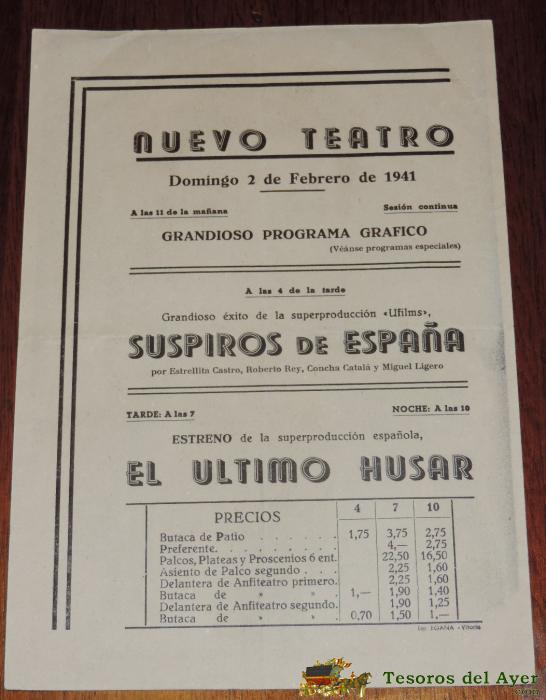 NUEVO TEATRO
Domingo 2 de Febrero de 1941
A las 11 de la mañana Sesión continua
GRANDIOSO PROGRAMA GRAFICO
(Véanse programas especiales)
A las 4 de la tarde
Grandioso éxito de la superproducción «Ufilms»,
SUSPIROS DE ESPAÑA
por Estrellita Castro, Roberto Rey, Concha Catalá y Miguel Ligero
TARDE: A las 7 NOCHE: A las 10
ESTRENO de la superproducción española,
EL ULTIMO HUSAR
PRECIOS 4 7 10
Butaca de Patio . . . . . . 1,75 3,75 2,75
Preferente. . . . . . . . . 4,— 2,75
Palcos, Plateas y Proscenios 6 ent. 22,50 16,50
Asiento de Palco segundo . . . 2,25 1,60
Delantera de Anfiteatro primero. 2,25 1,60
Butaca de » » . 1,— 1,90 1,40
Delantera de Anfiteatro segundo. 1,90 1,25
Butaca de » » . 0,70 1,50 1,—
Imp. EGAÑA - Vitoria
Tesoros del Ayer
.com